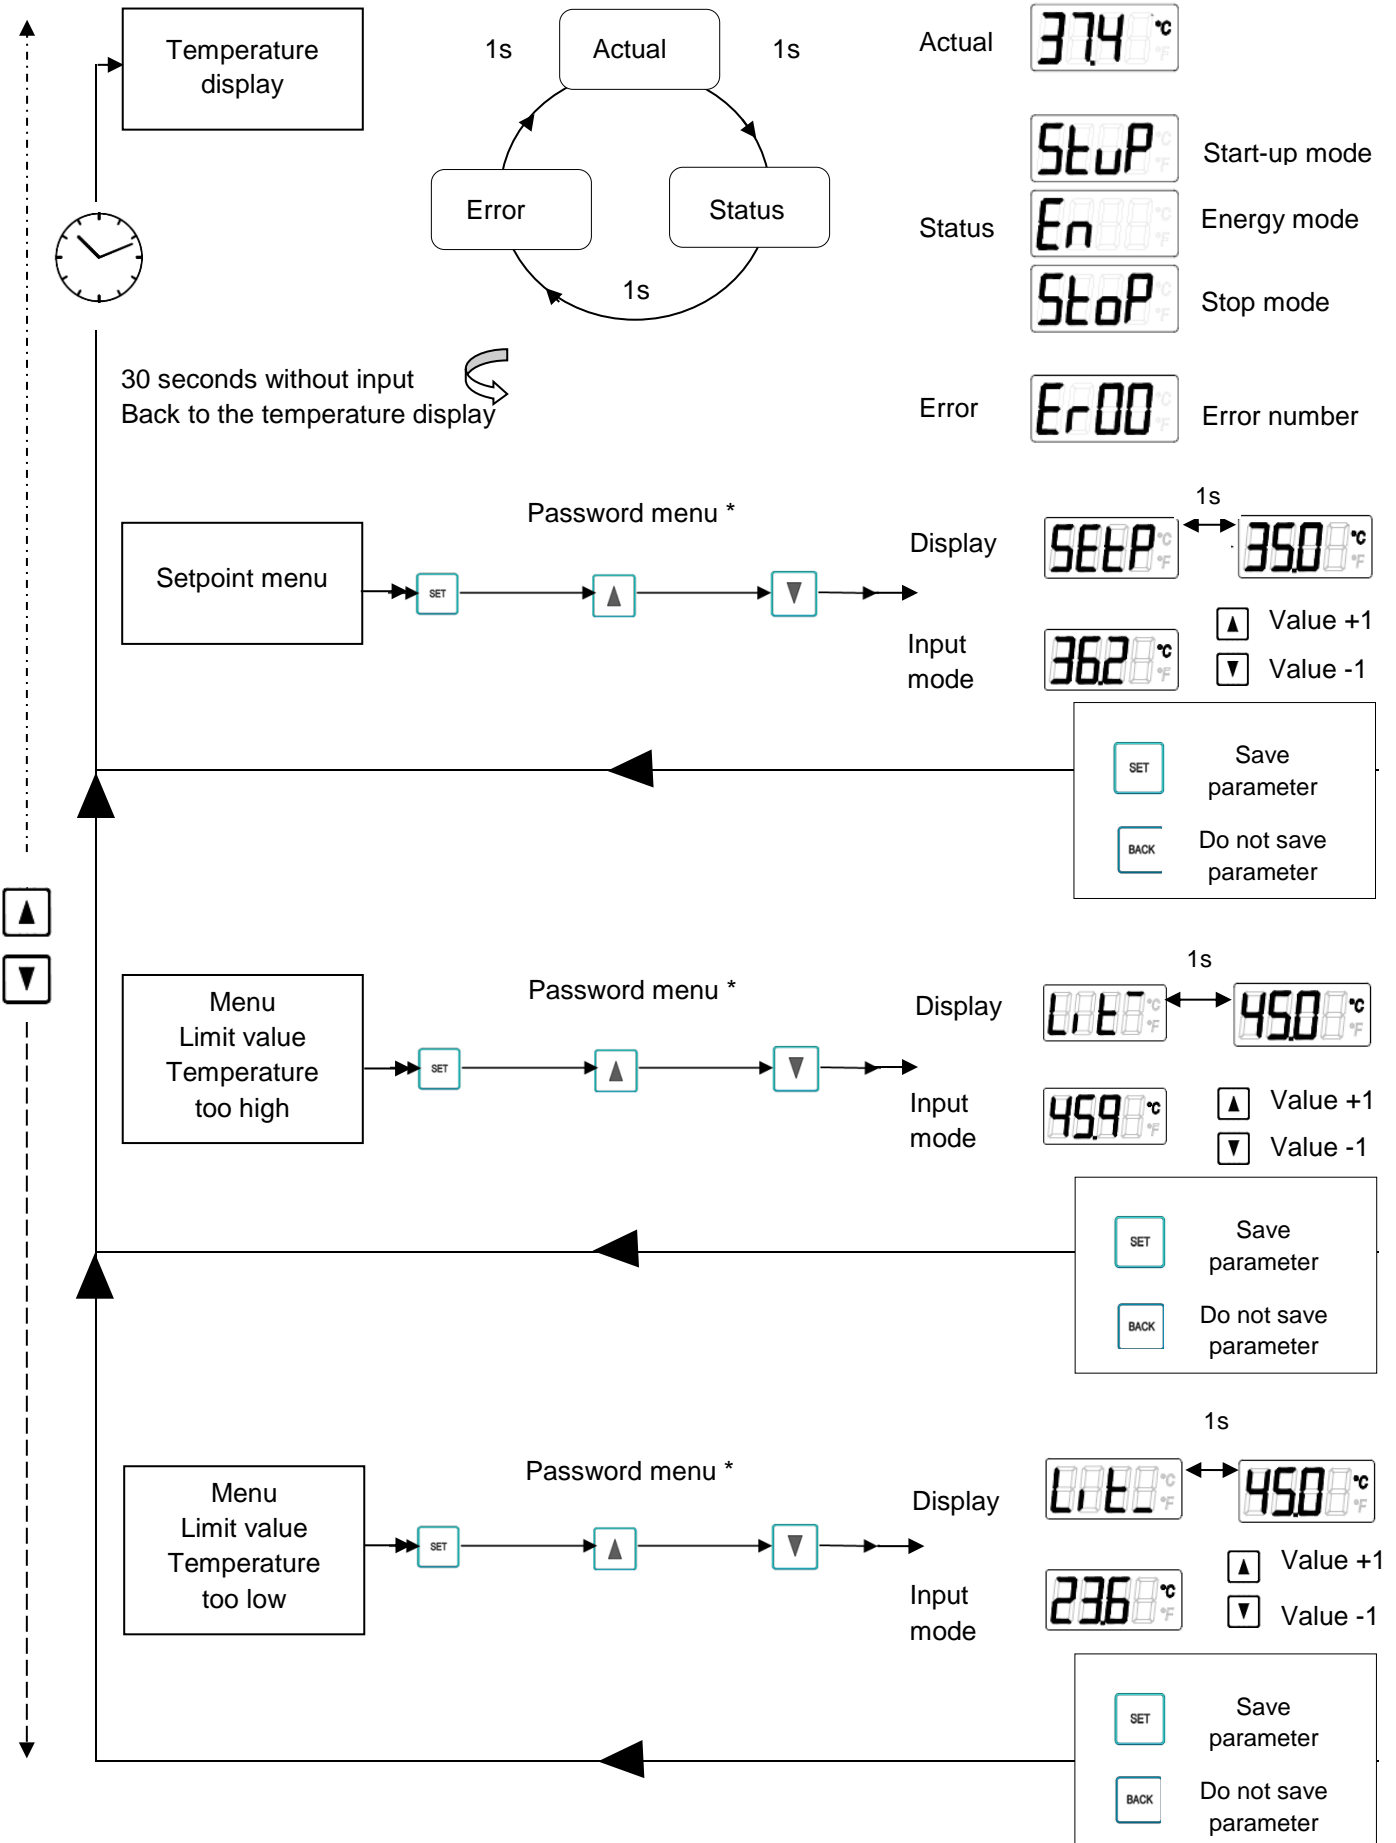 Temperature
display
1s
Actual
1s
Error
Status
1s
30 seconds without input
Back to the temperature display
Actual
37.4 °C
°F
StuP °C
°F
Start-up mode
Status
En °C
°F
Energy mode
StoP °C
°F
Stop mode
Error
Er00 °C
°F
Error number
Setpoint menu
Password menu *
SET
Display
SEtP °C
°F
1s
35.0 °C
°F
Input
mode
36.2 °C
°F
Value +1
Value -1
SET
Save
parameter
BACK
Do not save
parameter
Menu
Limit value
Temperature
too high
Password menu *
SET
Display
Lit¯ °C
°F
1s
45.0 °C
°F
Input
mode
45.9 °C
°F
Value +1
Value -1
SET
Save
parameter
BACK
Do not save
parameter
Menu
Limit value
Temperature
too low
Password menu *
SET
Display
Lit_ °C
°F
1s
45.0 °C
°F
Input
mode
23.6 °C
°F
Value +1
Value -1
SET
Save
parameter
BACK
Do not save
parameter